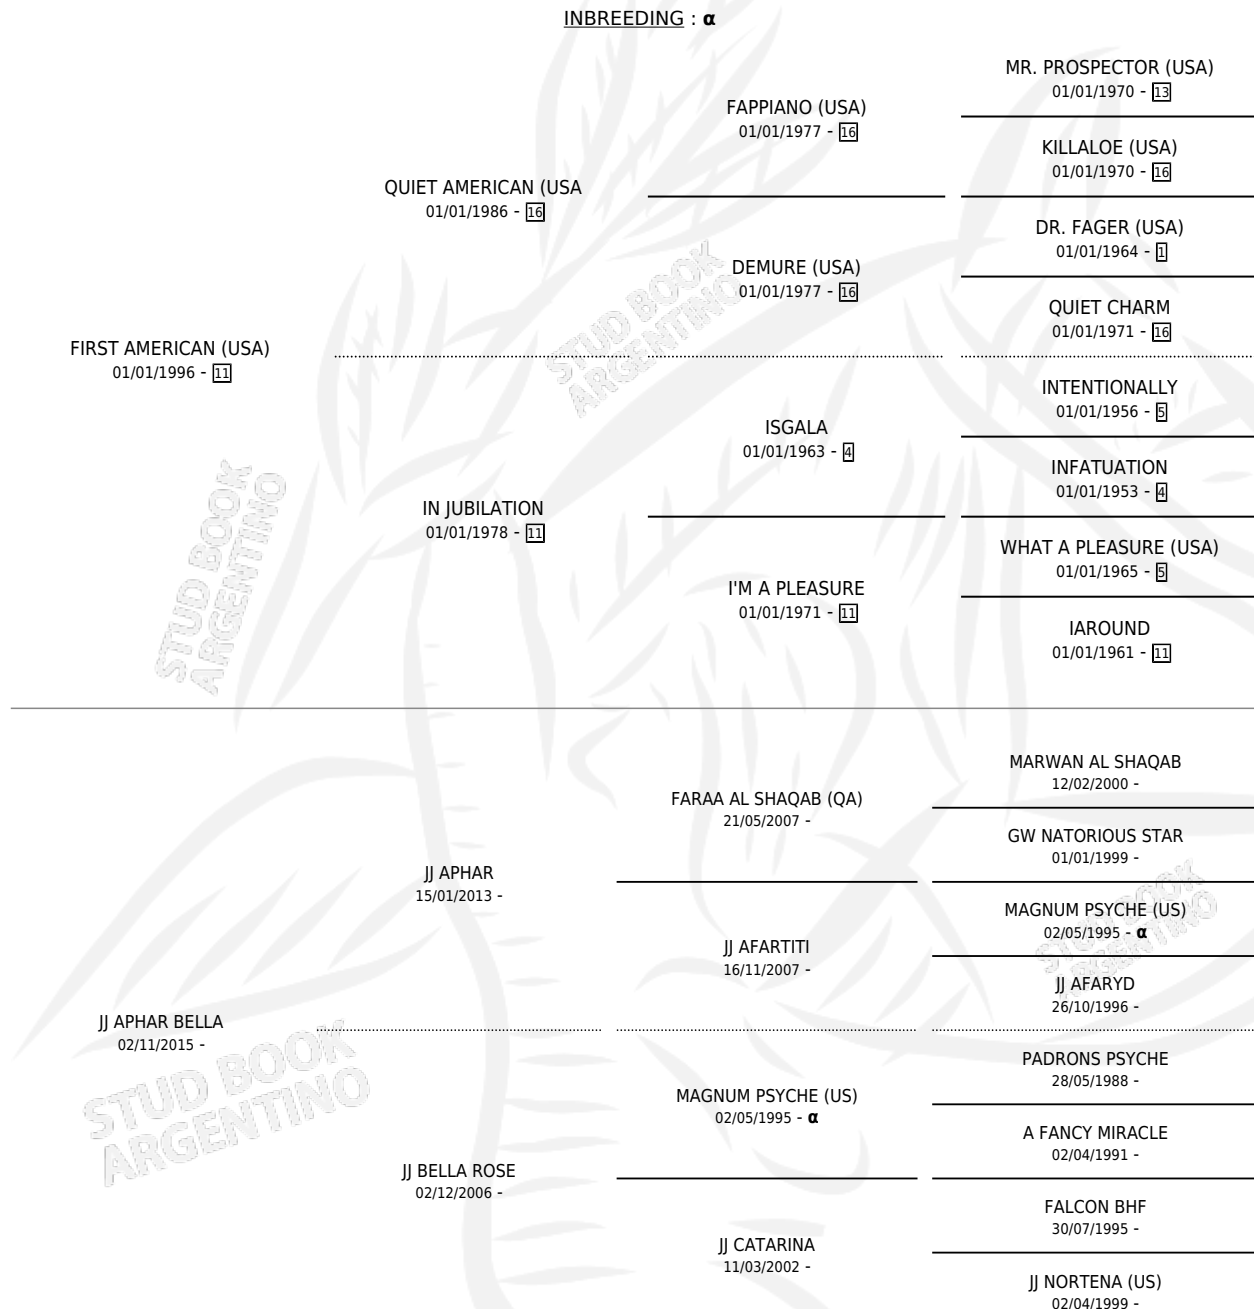 INBREEDING : α
MR. PROSPECTOR (USA)
01/01/1970 - 13
FAPPIANO (USA)
01/01/1977 - 16
KILLALOE (USA)
01/01/1970 - 16
QUIET AMERICAN (USA
01/01/1986 - 16
DR. FAGER (USA)
01/01/1964 - 1
DEMURE (USA)
01/01/1977 - 16
QUIET CHARM
01/01/1971 - 16
FIRST AMERICAN (USA)
01/01/1996 - 11
INTENTIONALLY
01/01/1956 - 5
ISGALA
01/01/1963 - 4
INFATUATION
01/01/1953 - 4
IN JUBILATION
01/01/1978 - 11
WHAT A PLEASURE (USA)
01/01/1965 - 5
I'M A PLEASURE
01/01/1971 - 11
IAROUND
01/01/1961 - 11
MARWAN AL SHAQAB
12/02/2000 -
FARAA AL SHAQAB (QA)
21/05/2007 -
GW NATORIOUS STAR
01/01/1999 -
JJ APHAR
15/01/2013 -
MAGNUM PSYCHE (US)
02/05/1995 - α
JJ AFARTITI
16/11/2007 -
JJ AFARYD
26/10/1996 -
JJ APHAR BELLA
02/11/2015 -
PADRONS PSYCHE
28/05/1988 -
MAGNUM PSYCHE (US)
02/05/1995 - α
A FANCY MIRACLE
02/04/1991 -
JJ BELLA ROSE
02/12/2006 -
FALCON BHF
30/07/1995 -
JJ CATARINA
11/03/2002 -
JJ NORTENA (US)
02/04/1999 -
STUD BOOK
ARGENTINO
STUD BOOK
ARGENTINO
STUD BOOK
ARGENTINO
STUD BOOK
ARGENTINO